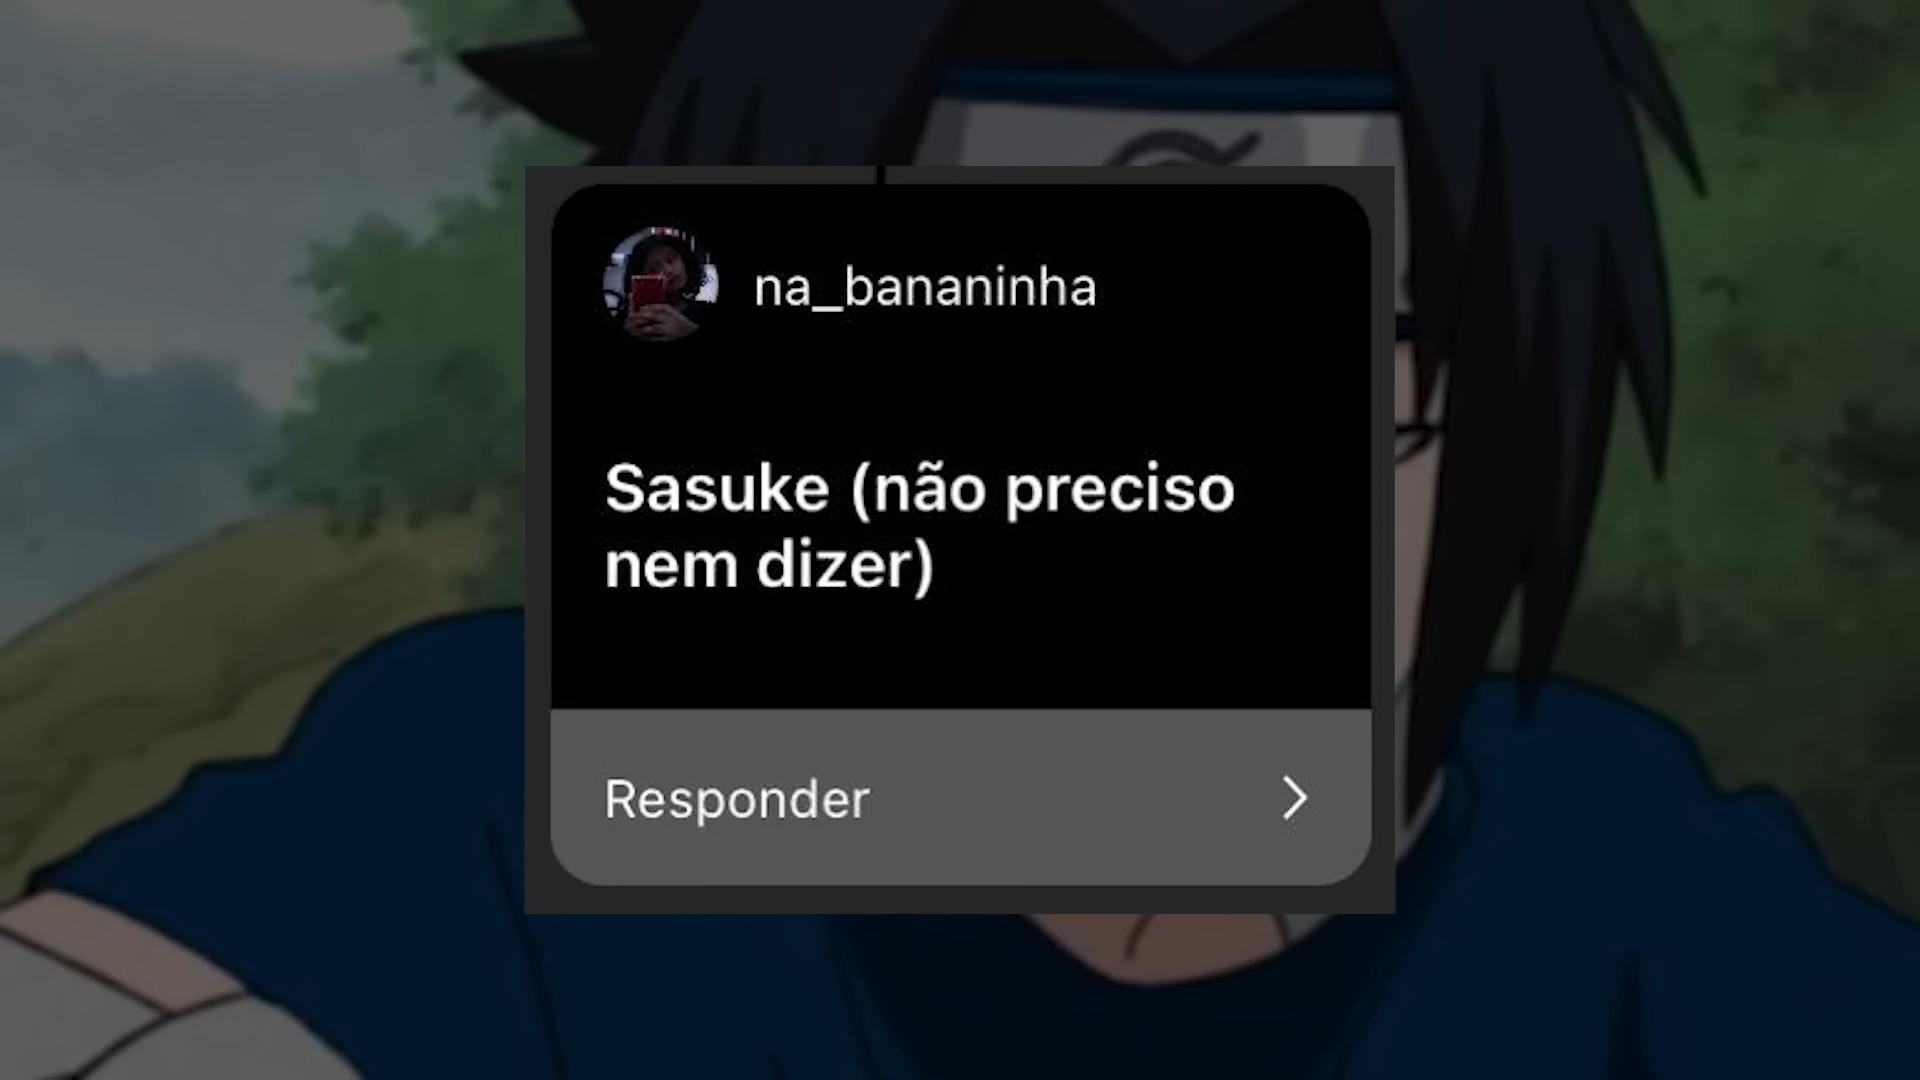 na_bananinha
Sasuke (não preciso
nem dizer)
Responder